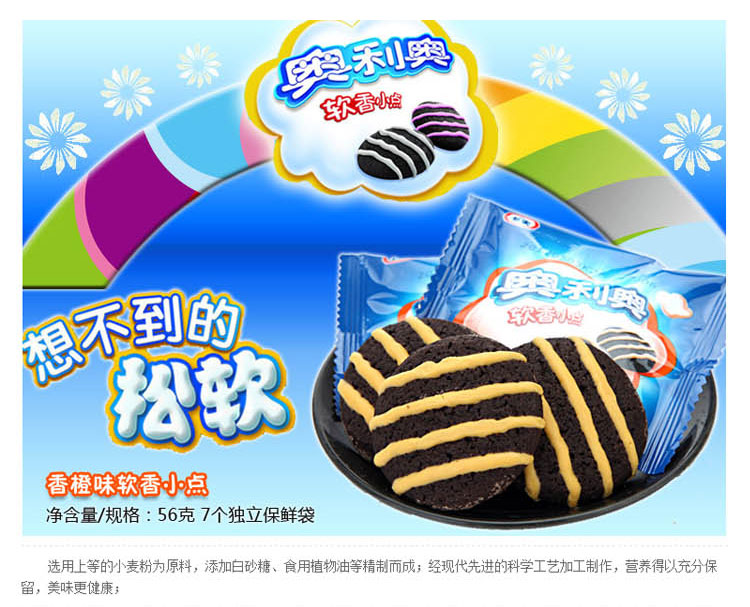 奥利奥
软香小点
奥利奥
软香小点
想不到的
松软
香橙味软香小点
净含量/规格：56克 7个独立保鲜袋
选用上等的小麦粉为原料，添加白砂糖、食用植物油等精制而成；经现代先进的科学工艺加工制作，营养得以充分保
留，美味更健康；